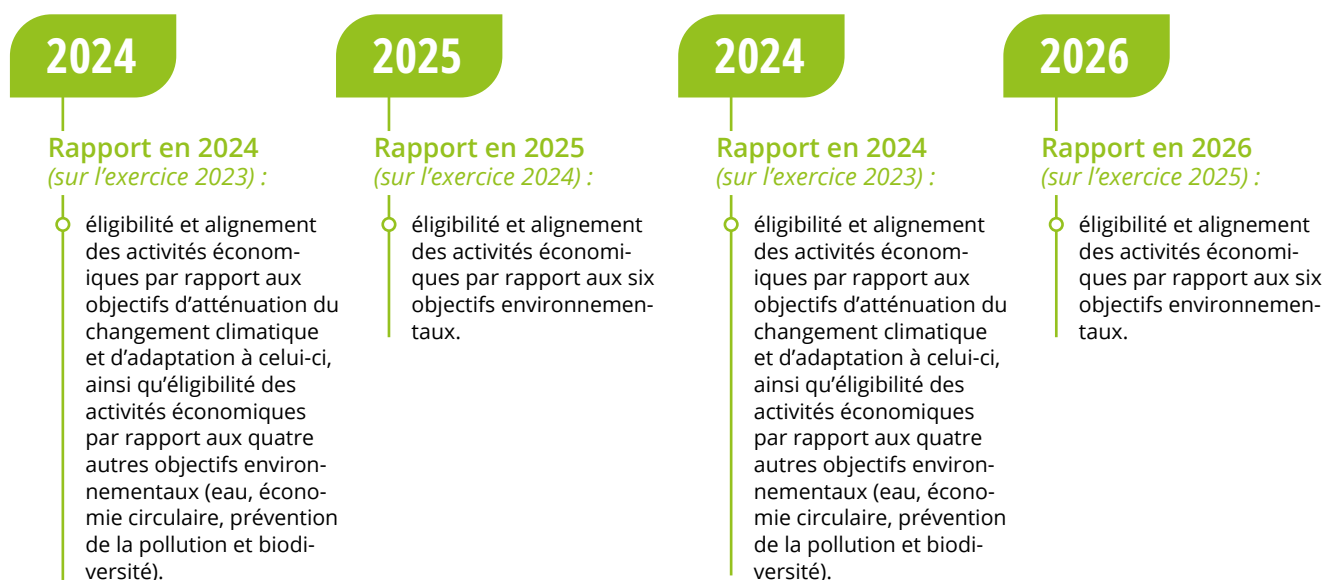 2024
Rapport en 2024
(sur l'exercice 2023) :
éligibilité et alignement
des activités économ-
iques par rapport aux
objectifs d'atténuation du
changement climatique
et d'adaptation à celui-ci,
ainsi qu'éligibilité des
activités économiques
par rapport aux quatre
autres objectifs environ-
nementaux (eau, écono-
mie circulaire, prévention
de la pollution et biodi-
versité).
2025
Rapport en 2025
(sur l'exercice 2024) :
éligibilité et alignement
des activités économi-
ques par rapport aux six
objectifs environnemen-
taux.
2024
Rapport en 2024
(sur l'exercice 2023) :
éligibilité et alignement
des activités économ-
iques par rapport aux
objectifs d'atténuation du
changement climatique
et d'adaptation à celui-ci,
ainsi qu'éligibilité des
activités économiques
par rapport aux quatre
autres objectifs environ-
nementaux (eau, écono-
mie circulaire, prévention
de la pollution et biodi-
versité).
2026
Rapport en 2026
(sur l'exercice 2025) :
éligibilité et alignement
des activités économi-
ques par rapport aux six
objectifs environnemen-
taux.